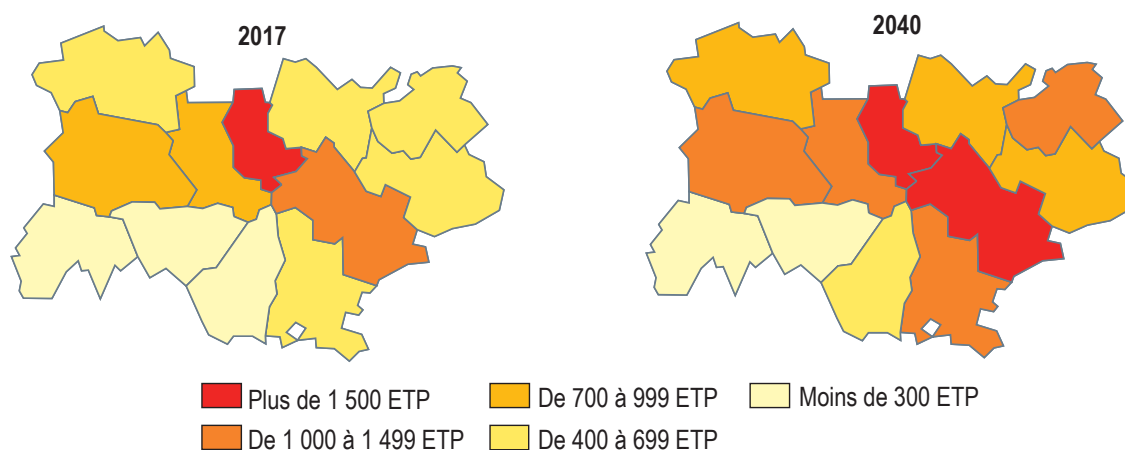 2017
2040
Plus de 1 500 ETP
De 700 à 999 ETP
Moins de 300 ETP
De 1 000 à 1 499 ETP
De 400 à 699 ETP